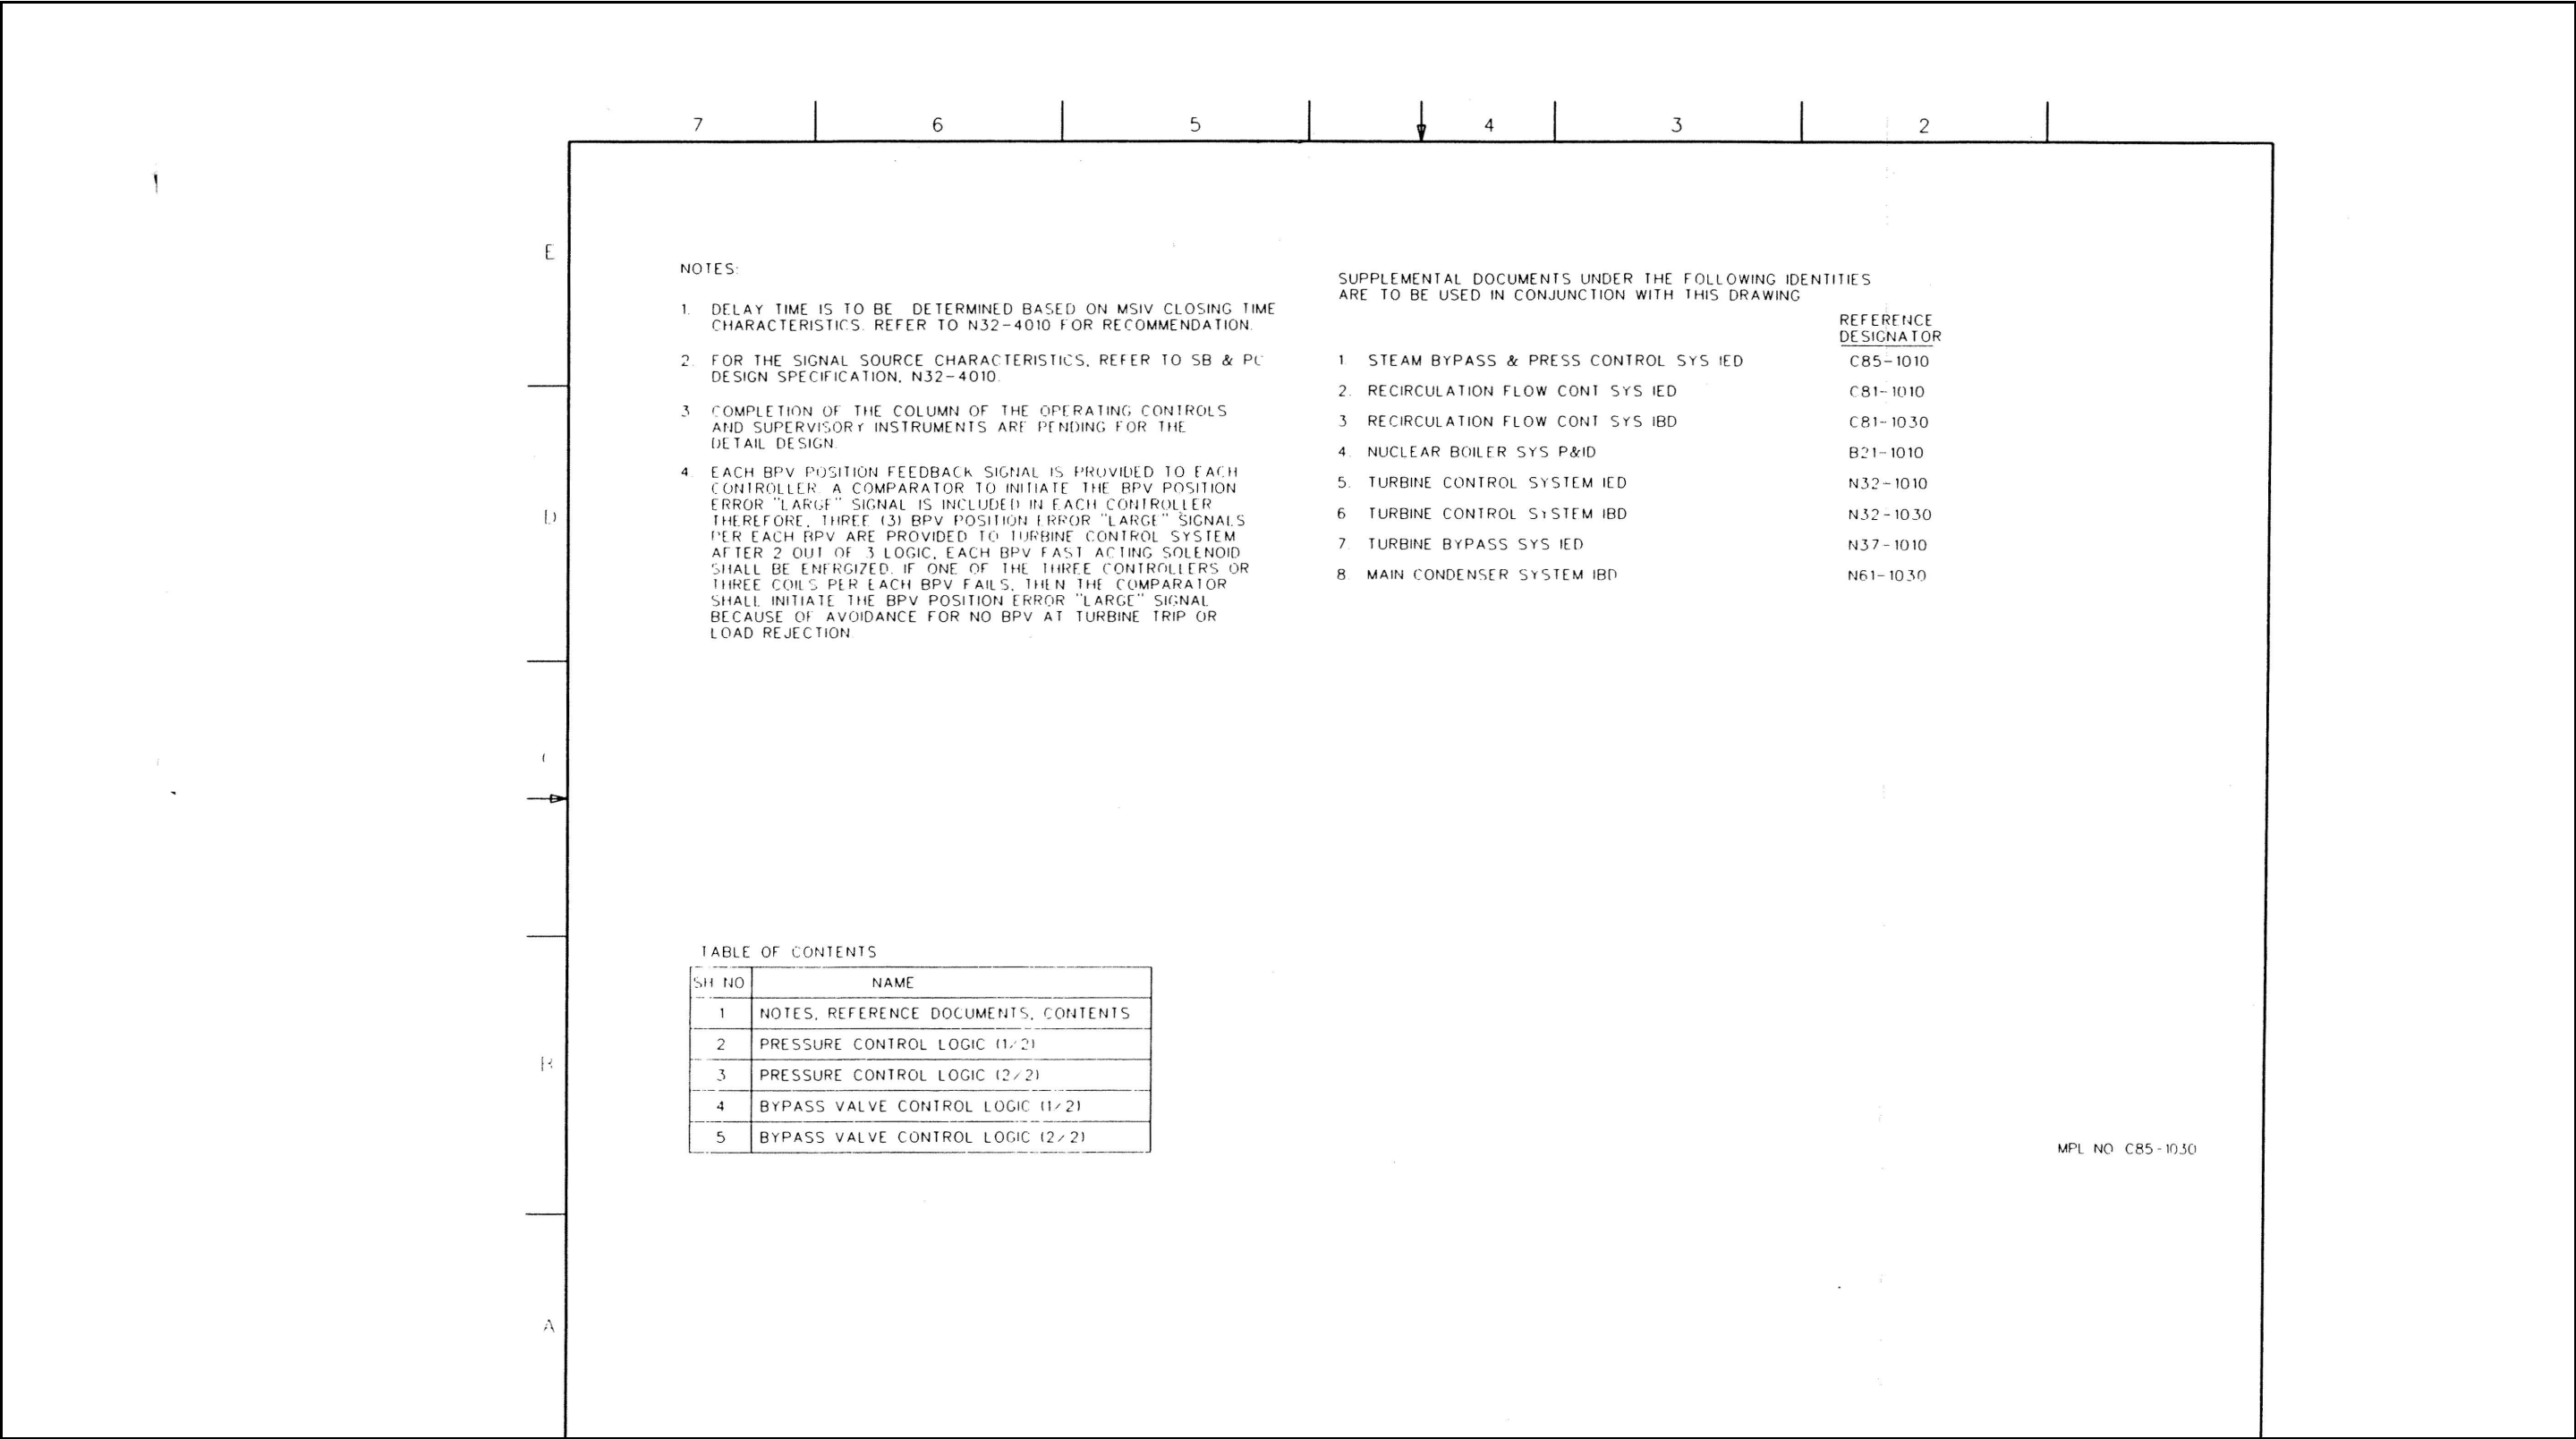 7 6 5 4 3 2
E
NOTES:
1. DELAY TIME IS TO BE DETERMINED BASED ON MSIV CLOSING TIME
CHARACTERISTICS. REFER TO N32-4010 FOR RECOMMENDATION.
2. FOR THE SIGNAL SOURCE CHARACTERISTICS, REFER TO SB & PC
DESIGN SPECIFICATION, N32-4010.
3 COMPLETION OF THE COLUMN OF THE OPERATING CONTROLS
AND SUPERVISORY INSTRUMENTS ARE PENDING FOR THE
DETAIL DESIGN.
4. EACH BPV POSITION FEEDBACK SIGNAL IS PROVIDED TO EACH
CONTROLLER. A COMPARATOR TO INITIATE THE BPV POSITION
ERROR "LARGE" SIGNAL IS INCLUDED IN EACH CONTROLLER
THEREFORE, THREE (3) BPV POSITION ERROR "LARGE" SIGNALS
PER EACH BPV ARE PROVIDED TO TURBINE CONTROL SYSTEM
AFTER 2 OUT OF 3 LOGIC, EACH BPV FAST ACTING SOLENOID
SHALL BE ENERGIZED. IF ONE OF THE THREE CONTROLLERS OR
THREE COILS PER EACH BPV FAILS, THEN THE COMPARATOR
SHALL INITIATE THE BPV POSITION ERROR "LARGE" SIGNAL
BECAUSE OF AVOIDANCE FOR NO BPV AT TURBINE TRIP OR
LOAD REJECTION
SUPPLEMENTAL DOCUMENTS UNDER THE FOLLOWING IDENTITIES
ARE TO BE USED IN CONJUNCTION WITH THIS DRAWING
REFERENCE
DESIGNATOR
1 STEAM BYPASS & PRESS CONTROL SYS IED C85-1010
2. RECIRCULATION FLOW CONT SYS IED C81-1010
3 RECIRCULATION FLOW CONT SYS IBD C81-1030
4. NUCLEAR BOILER SYS P&ID B21-1010
5. TURBINE CONTROL SYSTEM IED N32-1010
6 TURBINE CONTROL SYSTEM IBD N32-1030
7. TURBINE BYPASS SYS IED N37-1010
8. MAIN CONDENSER SYSTEM IBD N61-1030
D
C
TABLE OF CONTENTS
SH NO NAME
1 NOTES, REFERENCE DOCUMENTS, CONTENTS
2 PRESSURE CONTROL LOGIC (1/2)
3 PRESSURE CONTROL LOGIC (2/2)
4 BYPASS VALVE CONTROL LOGIC (1/2)
5 BYPASS VALVE CONTROL LOGIC (2/2)
B
MPL NO C85-1030
A